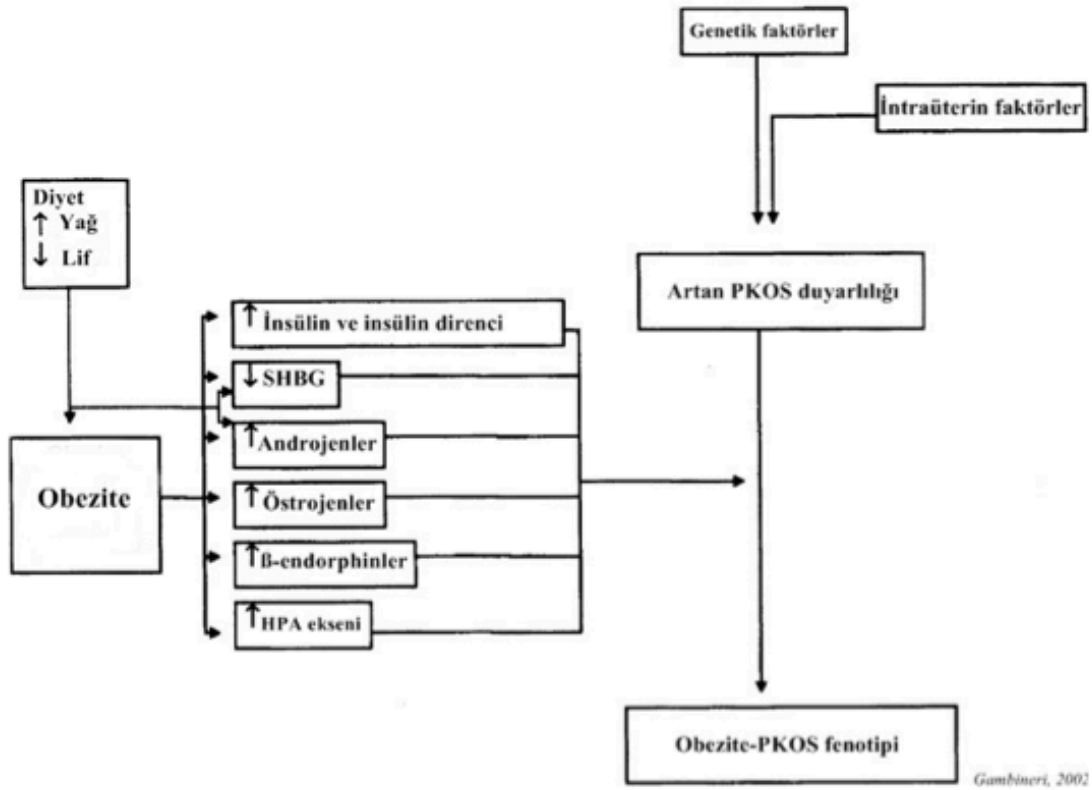 Genetik faktörler
İntraüterin faktörler
Diyet
↑ Yağ
↓ Lif
Artan PKOS duyarlılığı
↑ İnsülin ve insülin direnci
↓ SHBG
↑ Androjenler
Obezite
↑ Östrojenler
↑ ß-endorphinler
↑ HPA ekseni
Obezite-PKOS fenotipi
Gambineri, 2002